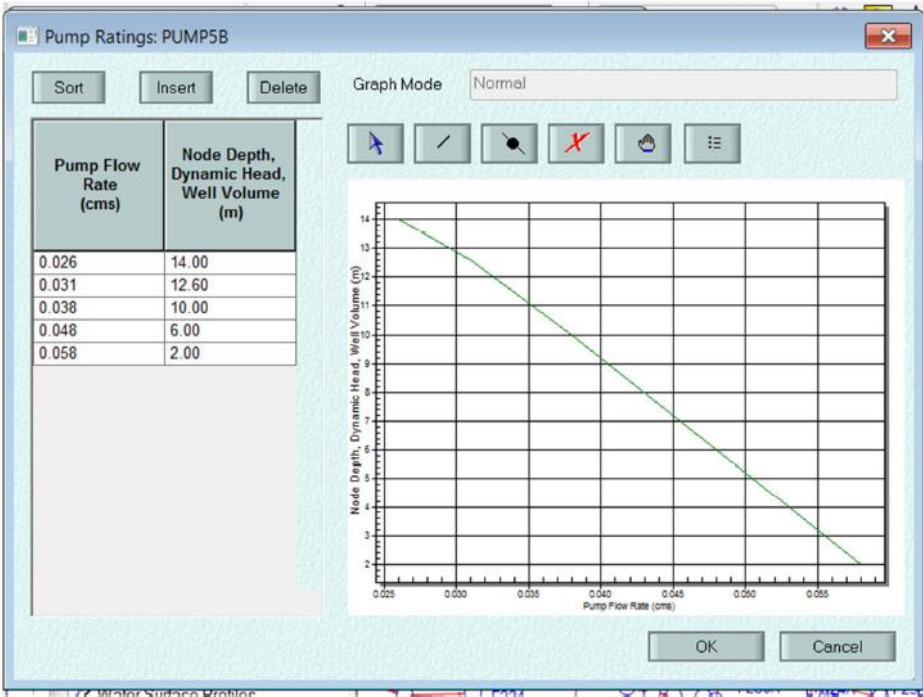 Pump Ratings: PUMP5B
Sort Insert Delete
Graph Mode Normal
Pump Flow
Rate
(cms)
Node Depth,
Dynamic Head,
Well Volume
(m)
0.026 14.00
0.031 12.60
0.038 10.00
0.048 6.00
0.058 2.00
Node Depth, Dynamic Head, Well Volume (m)
14
13
12
11
10
9
8
7
6
5
4
3
2
0.025 0.030 0.035 0.040 0.045 0.050 0.055
Pump Flow Rate (cms)
OK Cancel
Water Surface Profiles